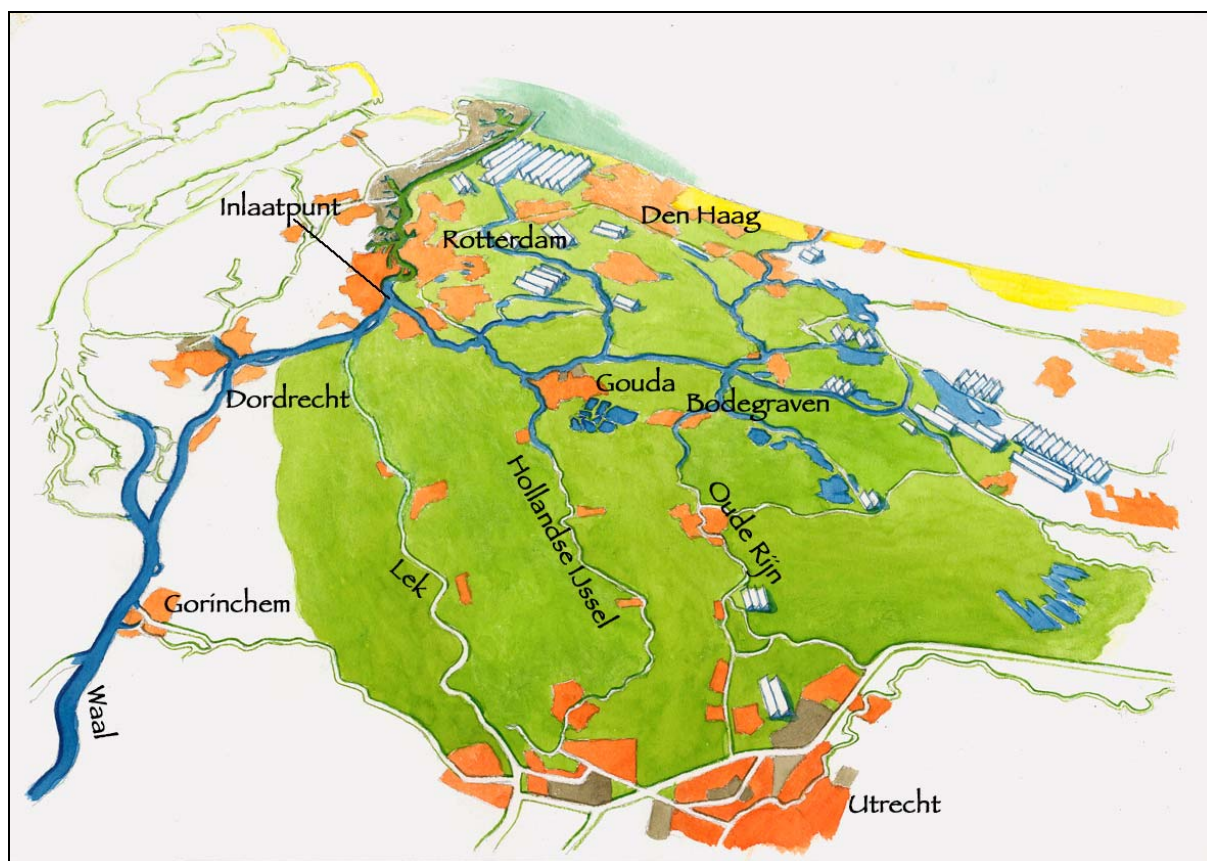 Inlaatpunt
Den Haag
Rotterdam
Gouda
Dordrecht
Bodegraven
Hollandse IJssel
Oude Rijn
Lek
Gorinchem
Waal
Utrecht